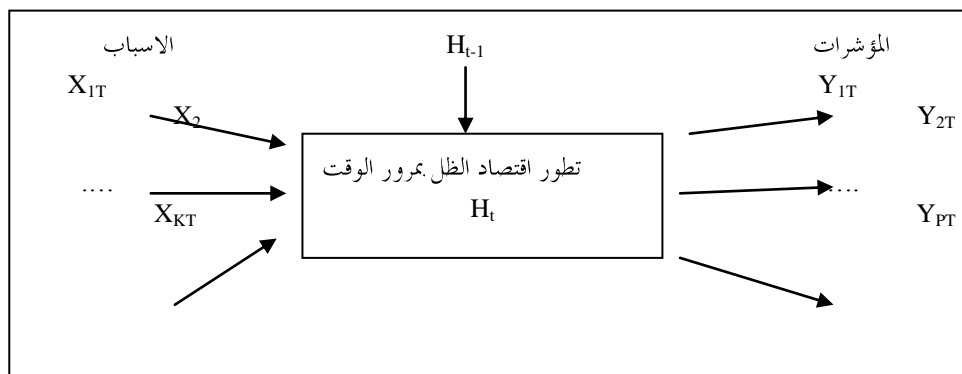 الاسباب H_{t-1} المؤشرات
X_{1T} Y_{1T}
X_2 Y_{2T}
تطور اقتصاد الظل بمرور الوقت
.... ....
X_{KT} H_t Y_{PT}